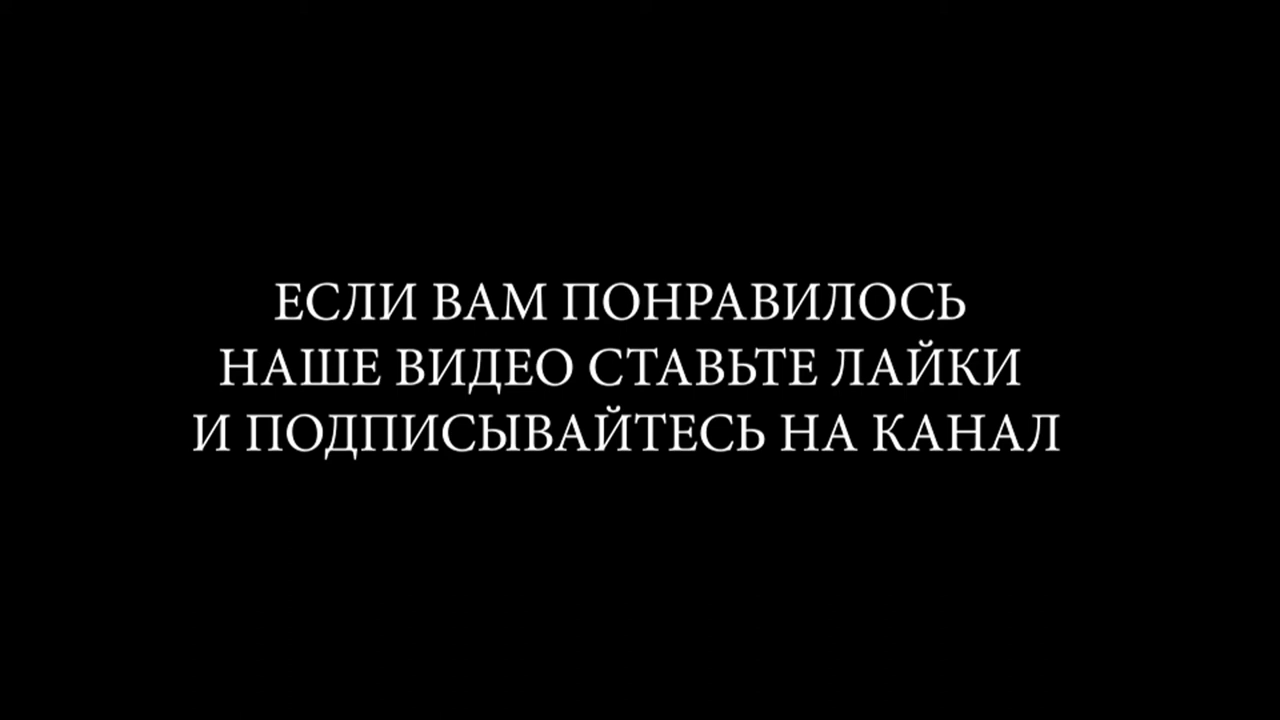 ЕСЛИ ВАМ ПОНРАВИЛОСЬ
НАШЕ ВИДЕО СТАВЬТЕ ЛАЙКИ
И ПОДПИСЫВАЙТЕСЬ НА КАНАЛ